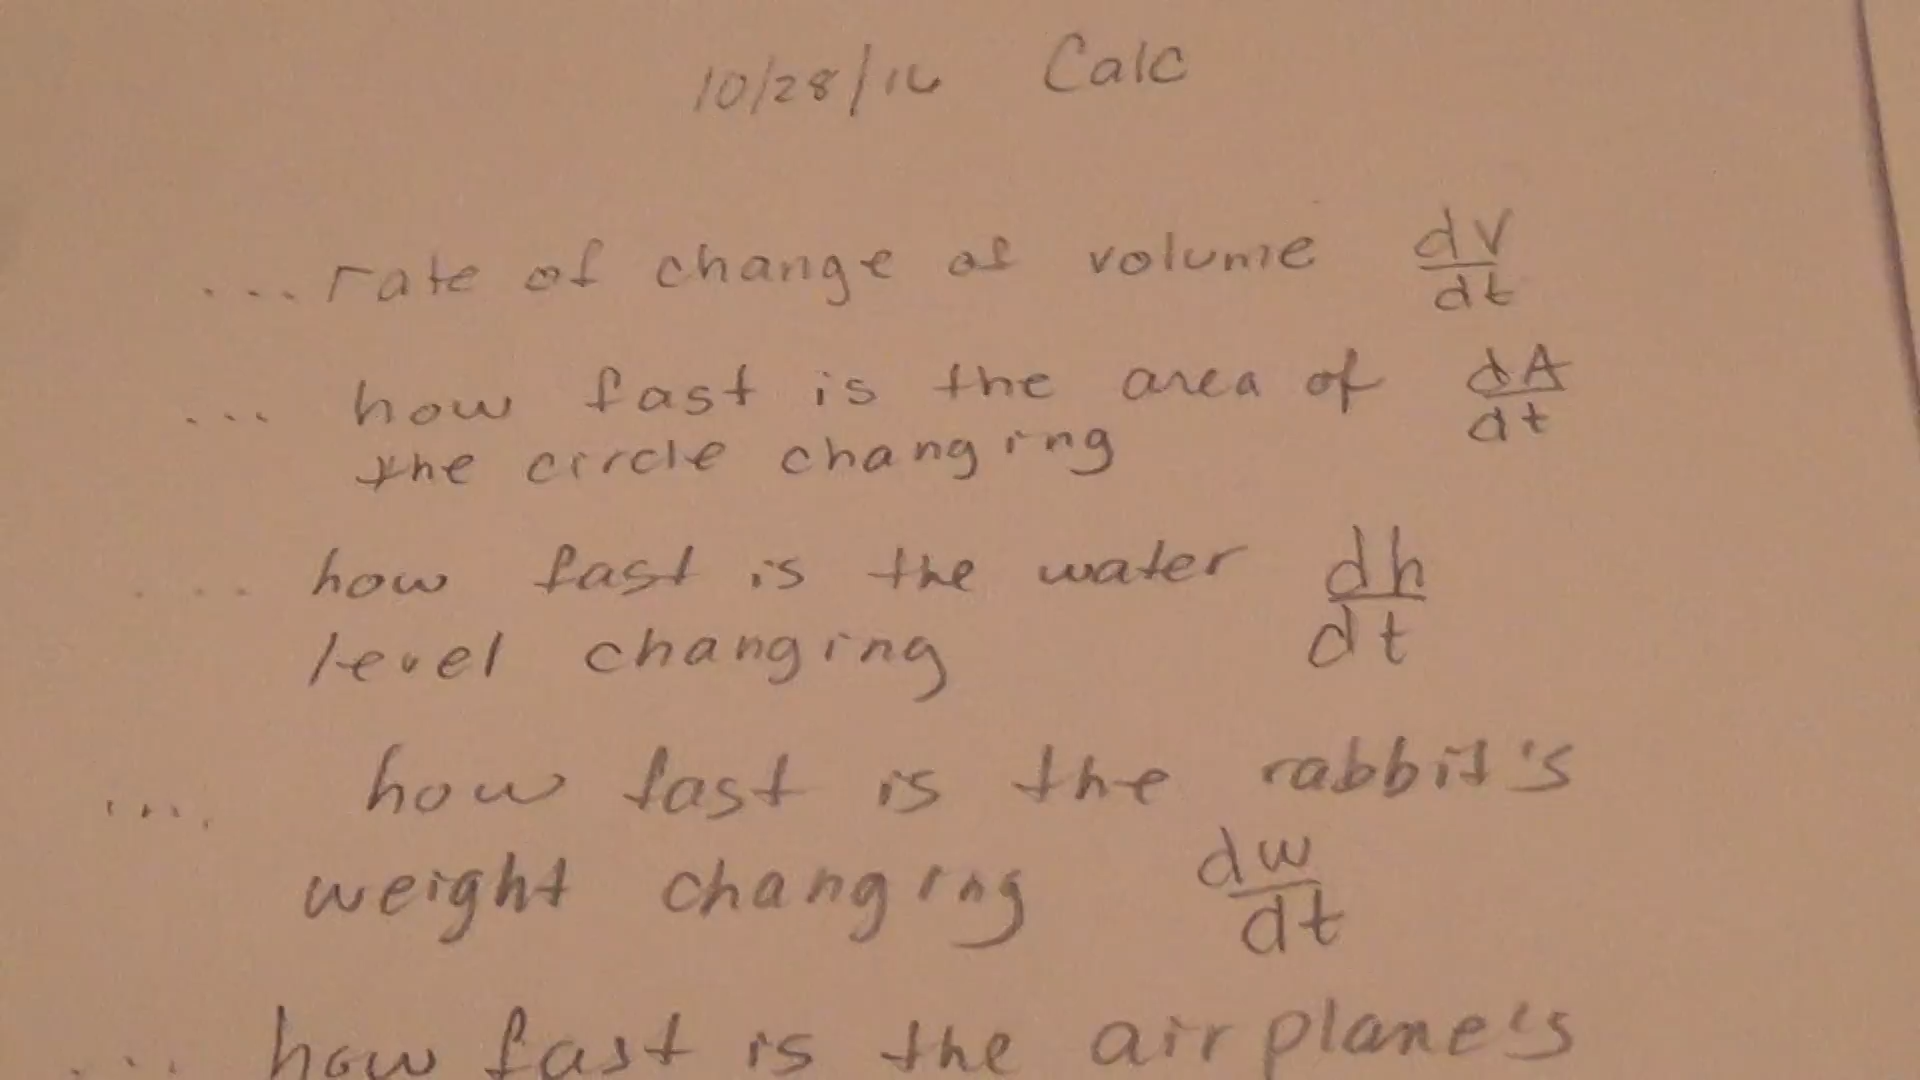 10/28/16 Calc
... rate of change of volume dV/dt
... how fast is the area of dA/dt
the circle changing
.... how fast is the water dh/dt
level changing
.... how fast is the rabbit's
weight changing dw/dt
... how fast is the airplane's